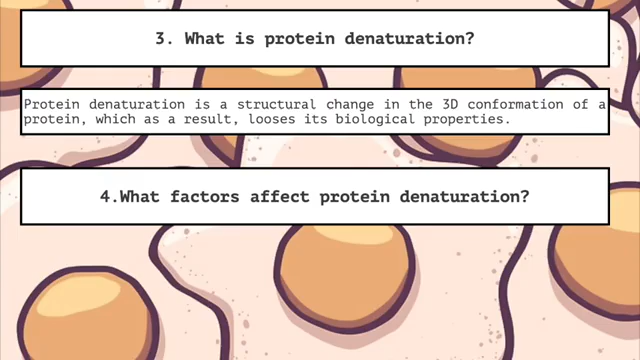 3. What is protein denaturation?
Protein denaturation is a structural change in the 3D conformation of a
protein, which as a result, looses its biological properties.
4.What factors affect protein denaturation?